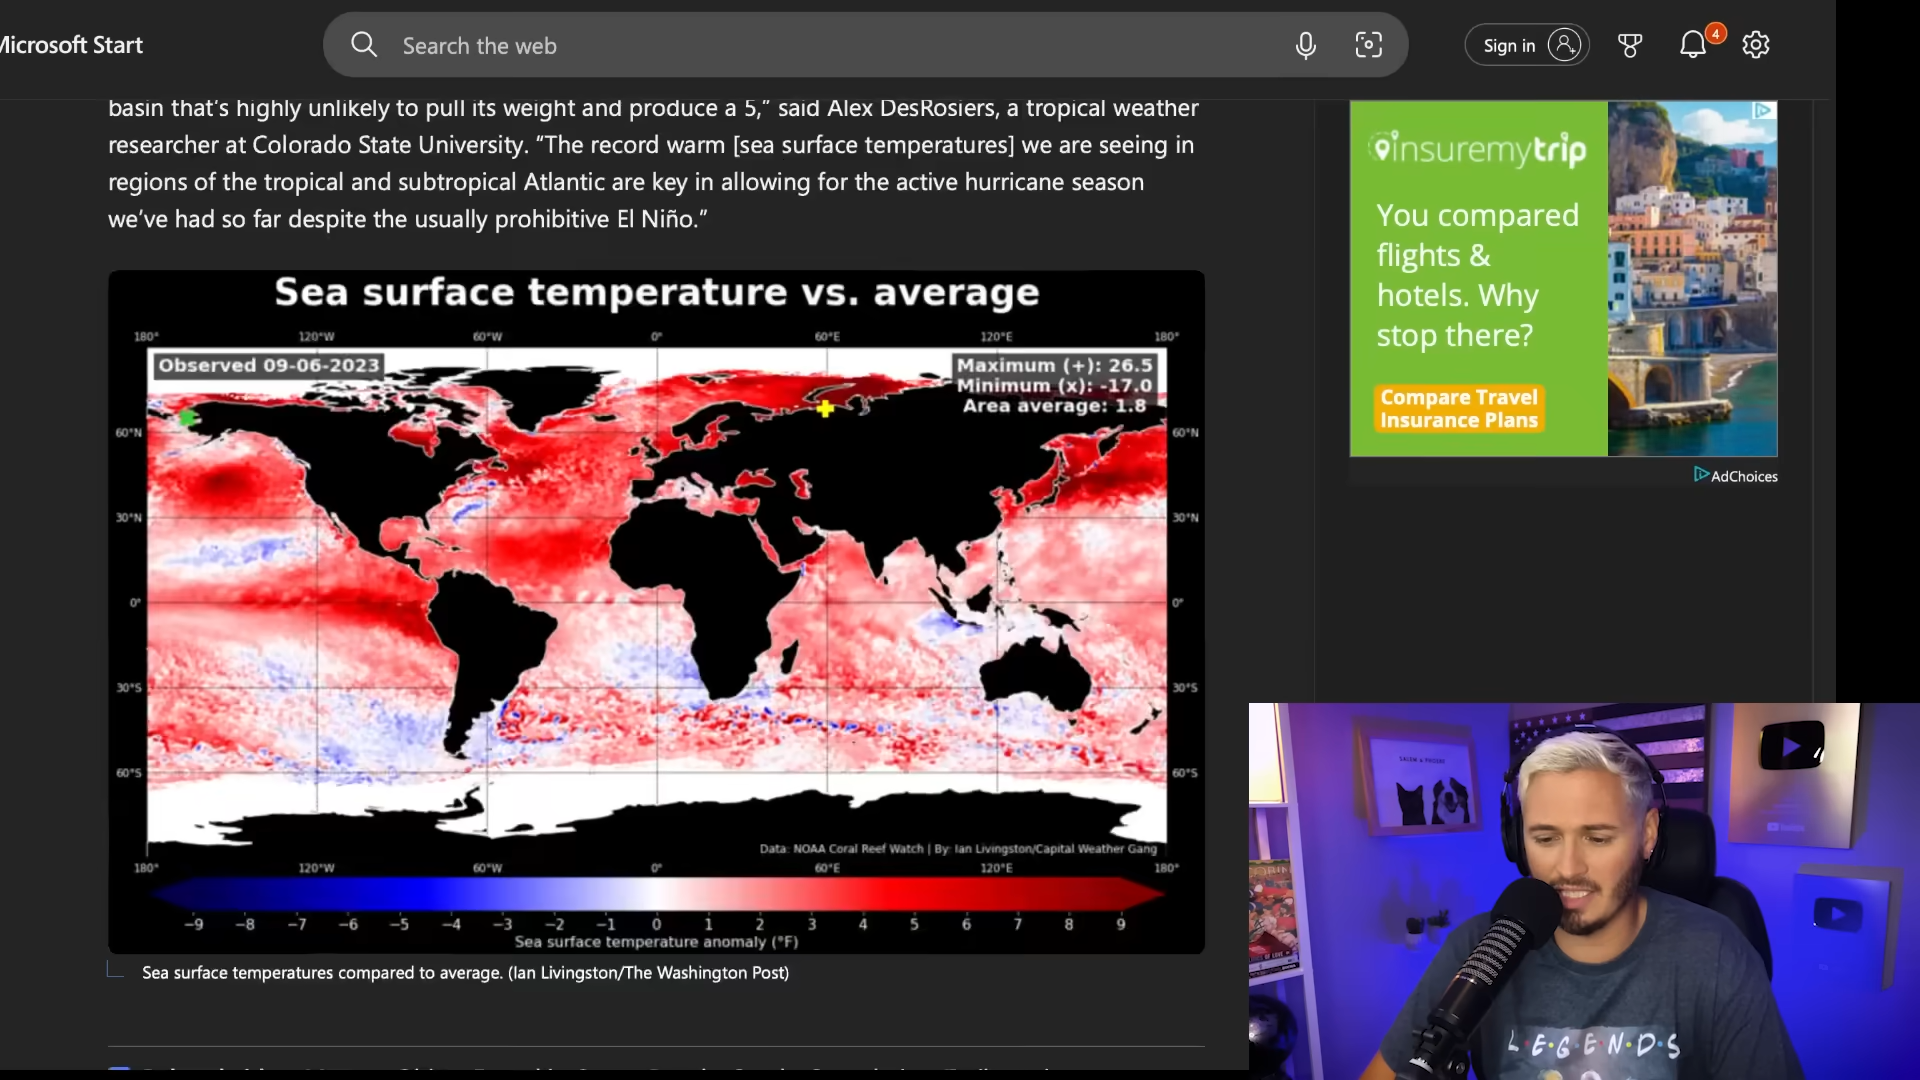 Microsoft Start
Search the web
Sign in
4
basin that's highly unlikely to pull its weight and produce a 5,” said Alex DesRosiers, a tropical weather
researcher at Colorado State University. “The record warm [sea surface temperatures] we are seeing in
regions of the tropical and subtropical Atlantic are key in allowing for the active hurricane season
we've had so far despite the usually prohibitive El Niño.”
Sea surface temperature vs. average
180° 120°W 60°W 0° 60°E 120°E 180°
Observed 09-06-2023
Maximum (+): 26.5
Minimum (x): -17.0
Area average: 1.8
60°N 60°N
30°N 30°N
0° 0°
30°S 30°S
60°S 60°S
Data: NOAA Coral Reef Watch | By: Ian Livingston/Capital Weather Gang
180° 120°W 60°W 0° 60°E 120°E 180°
−9 −8 −7 −6 −5 −4 −3 −2 −1 0 1 2 3 4 5 6 7 8 9
Sea surface temperature anomaly (°F)
Sea surface temperatures compared to average. (Ian Livingston/The Washington Post)
insuremytrip
You compared
flights &
hotels. Why
stop there?
Compare Travel
Insurance Plans
AdChoices
SALEM & PHOEBE
LEGENDS